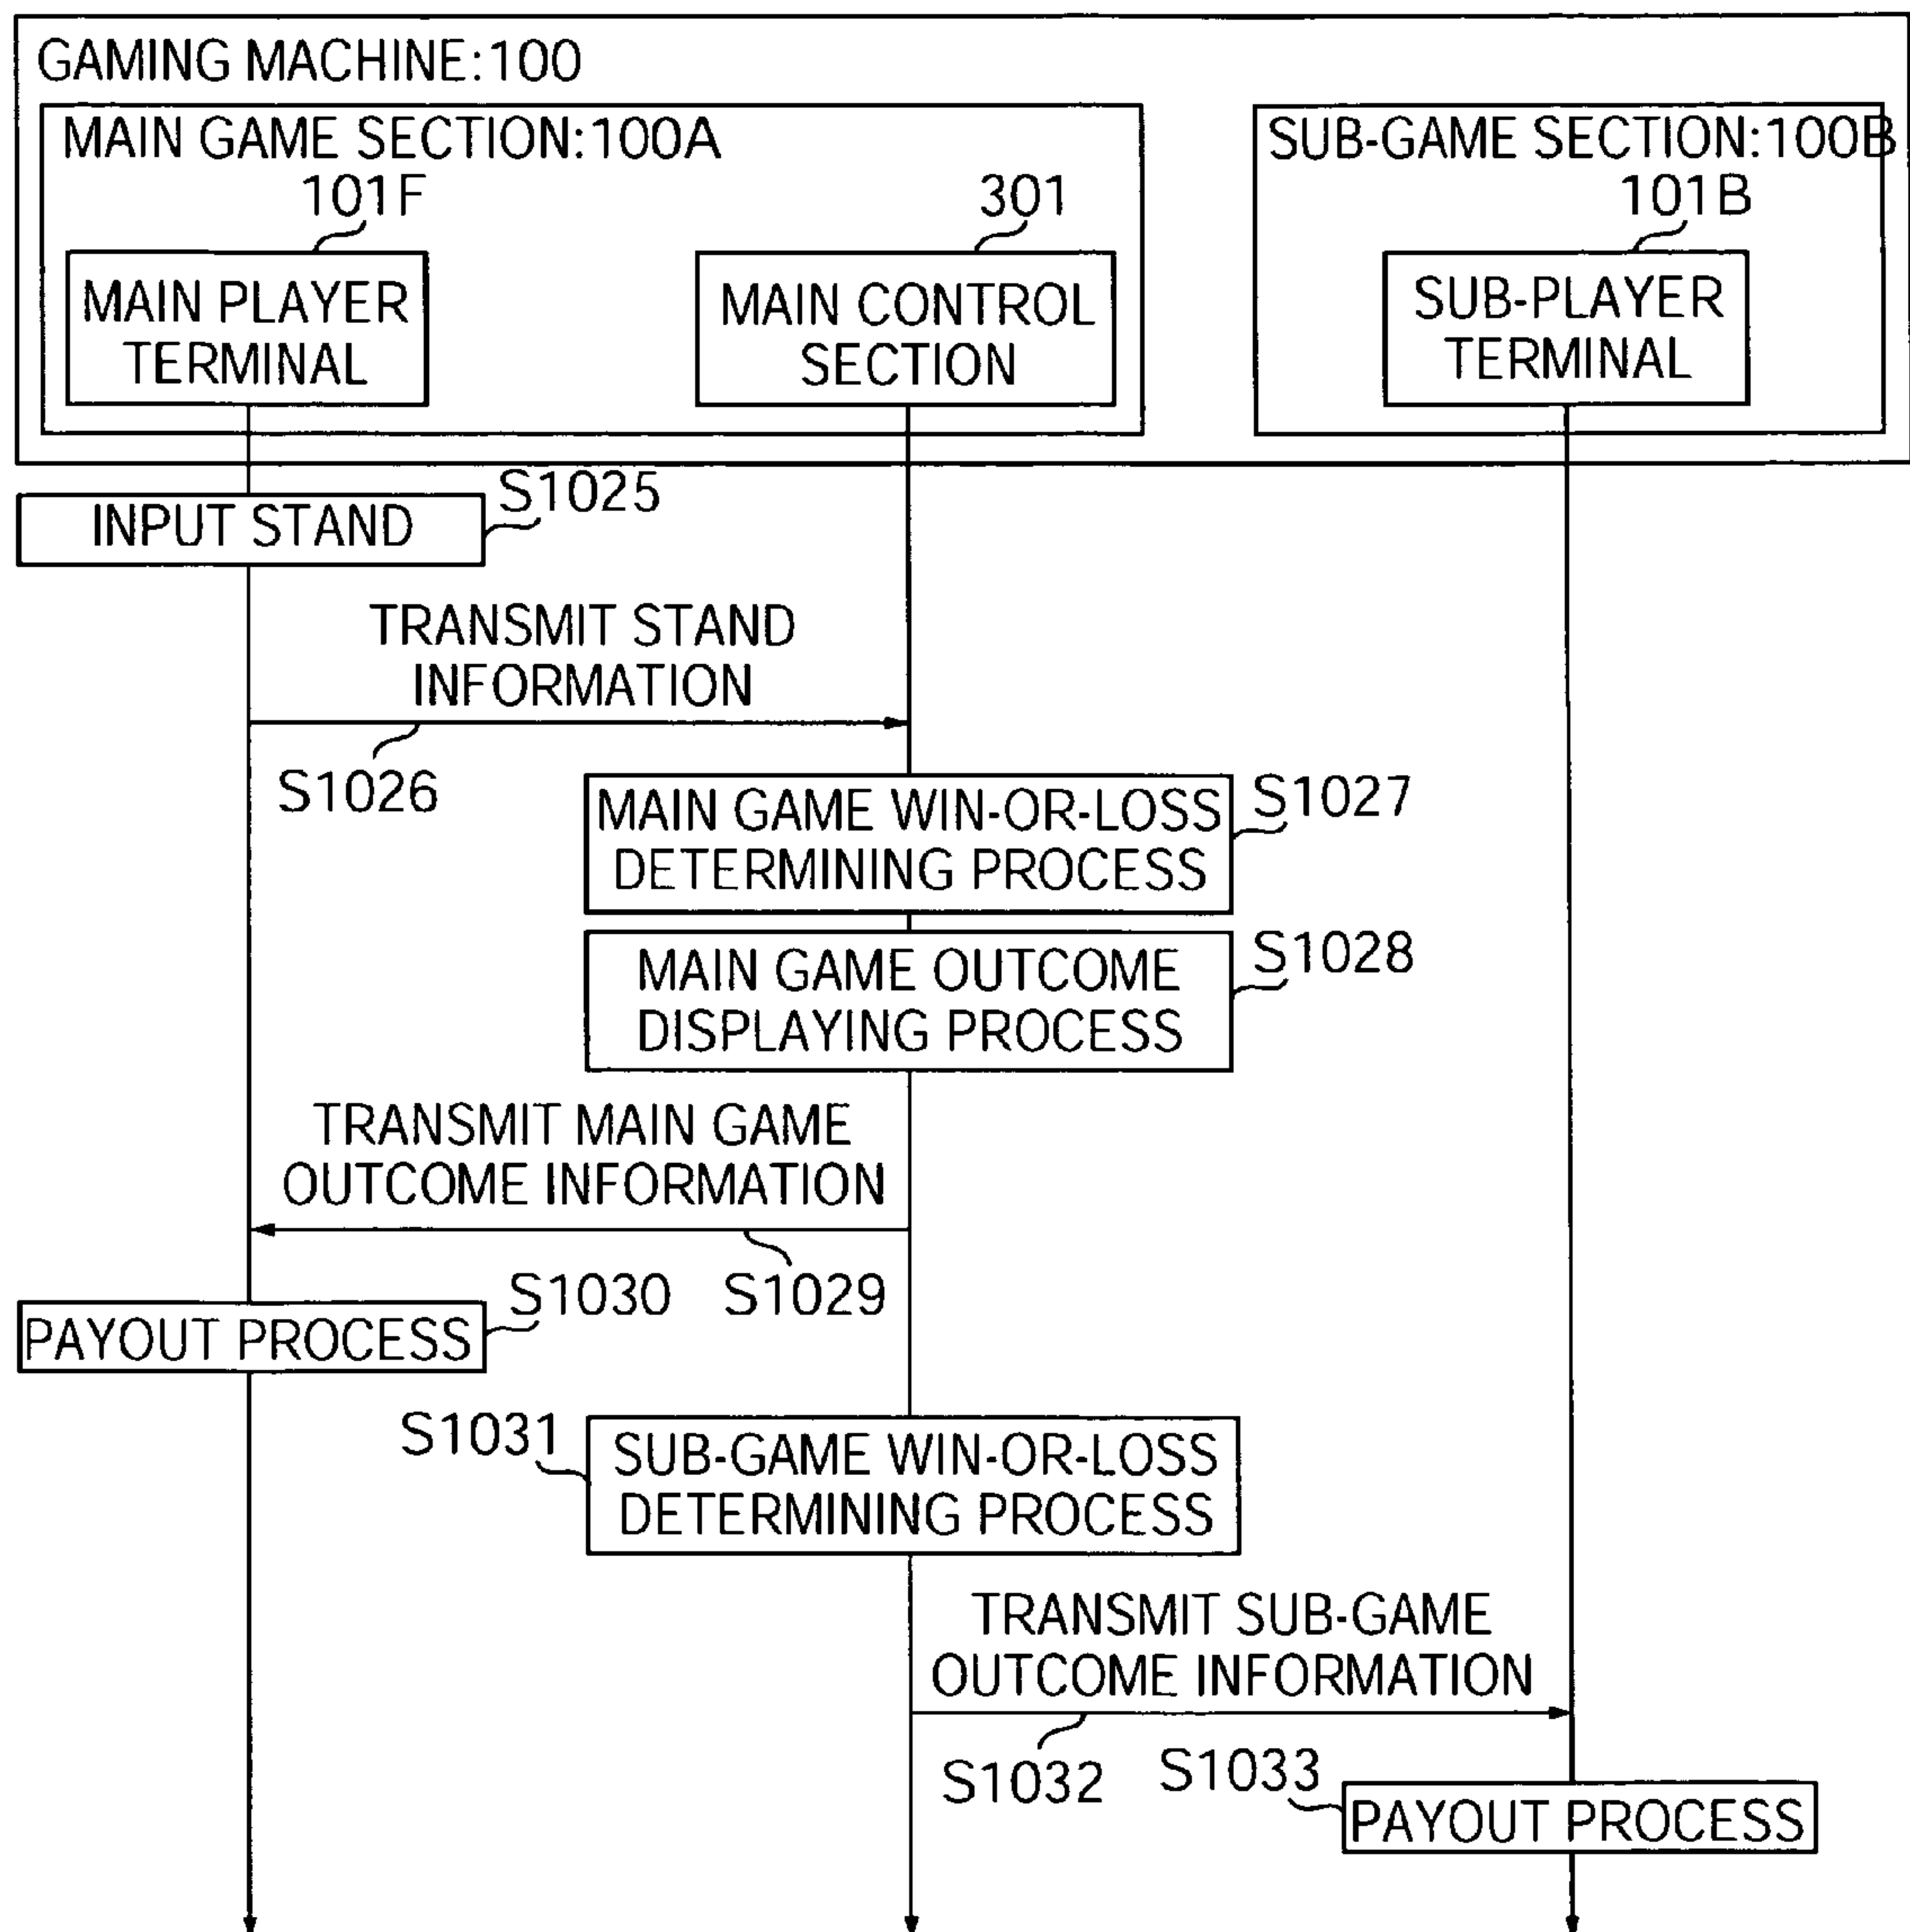 GAMING MACHINE:100
MAIN GAME SECTION:100A
SUB-GAME SECTION:100B
101F
301
101B
MAIN PLAYER
TERMINAL
MAIN CONTROL
SECTION
SUB-PLAYER
TERMINAL
S1025
INPUT STAND
TRANSMIT STAND
INFORMATION
S1026
MAIN GAME WIN-OR-LOSS
DETERMINING PROCESS
S1027
MAIN GAME OUTCOME
DISPLAYING PROCESS
S1028
TRANSMIT MAIN GAME
OUTCOME INFORMATION
S1029
S1030
PAYOUT PROCESS
S1031
SUB-GAME WIN-OR-LOSS
DETERMINING PROCESS
TRANSMIT SUB-GAME
OUTCOME INFORMATION
S1032
S1033
PAYOUT PROCESS